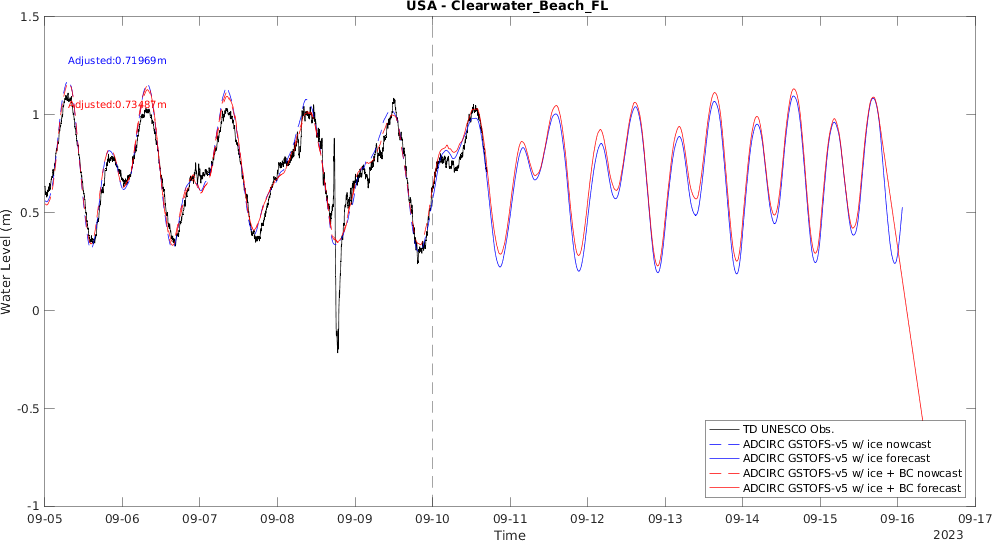 USA - Clearwater_Beach_FL
1.5
1
0.5
0
-0.5
-1
Water Level (m)
Adjusted:0.71969m
Adjusted:0.73487m
TD UNESCO Obs.
ADCIRC GSTOFS-v5 w/ ice nowcast
ADCIRC GSTOFS-v5 w/ ice forecast
ADCIRC GSTOFS-v5 w/ ice + BC nowcast
ADCIRC GSTOFS-v5 w/ ice + BC forecast
09-05 09-06 09-07 09-08 09-09 09-10 09-11 09-12 09-13 09-14 09-15 09-16 09-17
Time
2023